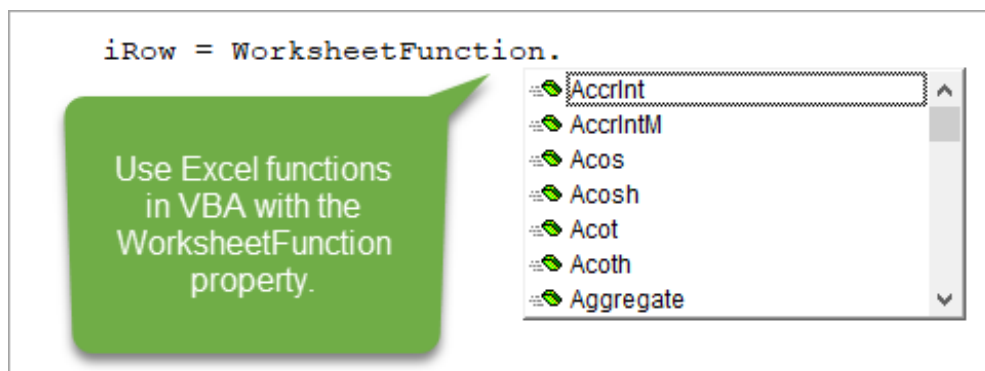 iRow = WorksheetFunction.
AccrInt
AccrIntM
Acos
Acosh
Acot
Acoth
Aggregate
Use Excel functions
in VBA with the
WorksheetFunction
property.